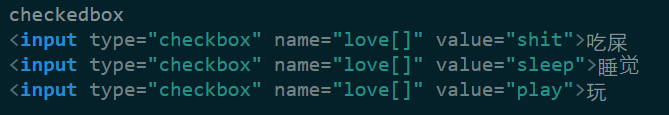 checkedbox
<input type="checkbox" name="love[]" value="shit">吃屎
<input type="checkbox" name="love[]" value="sleep">睡觉
<input type="checkbox" name="love[]" value="play">玩